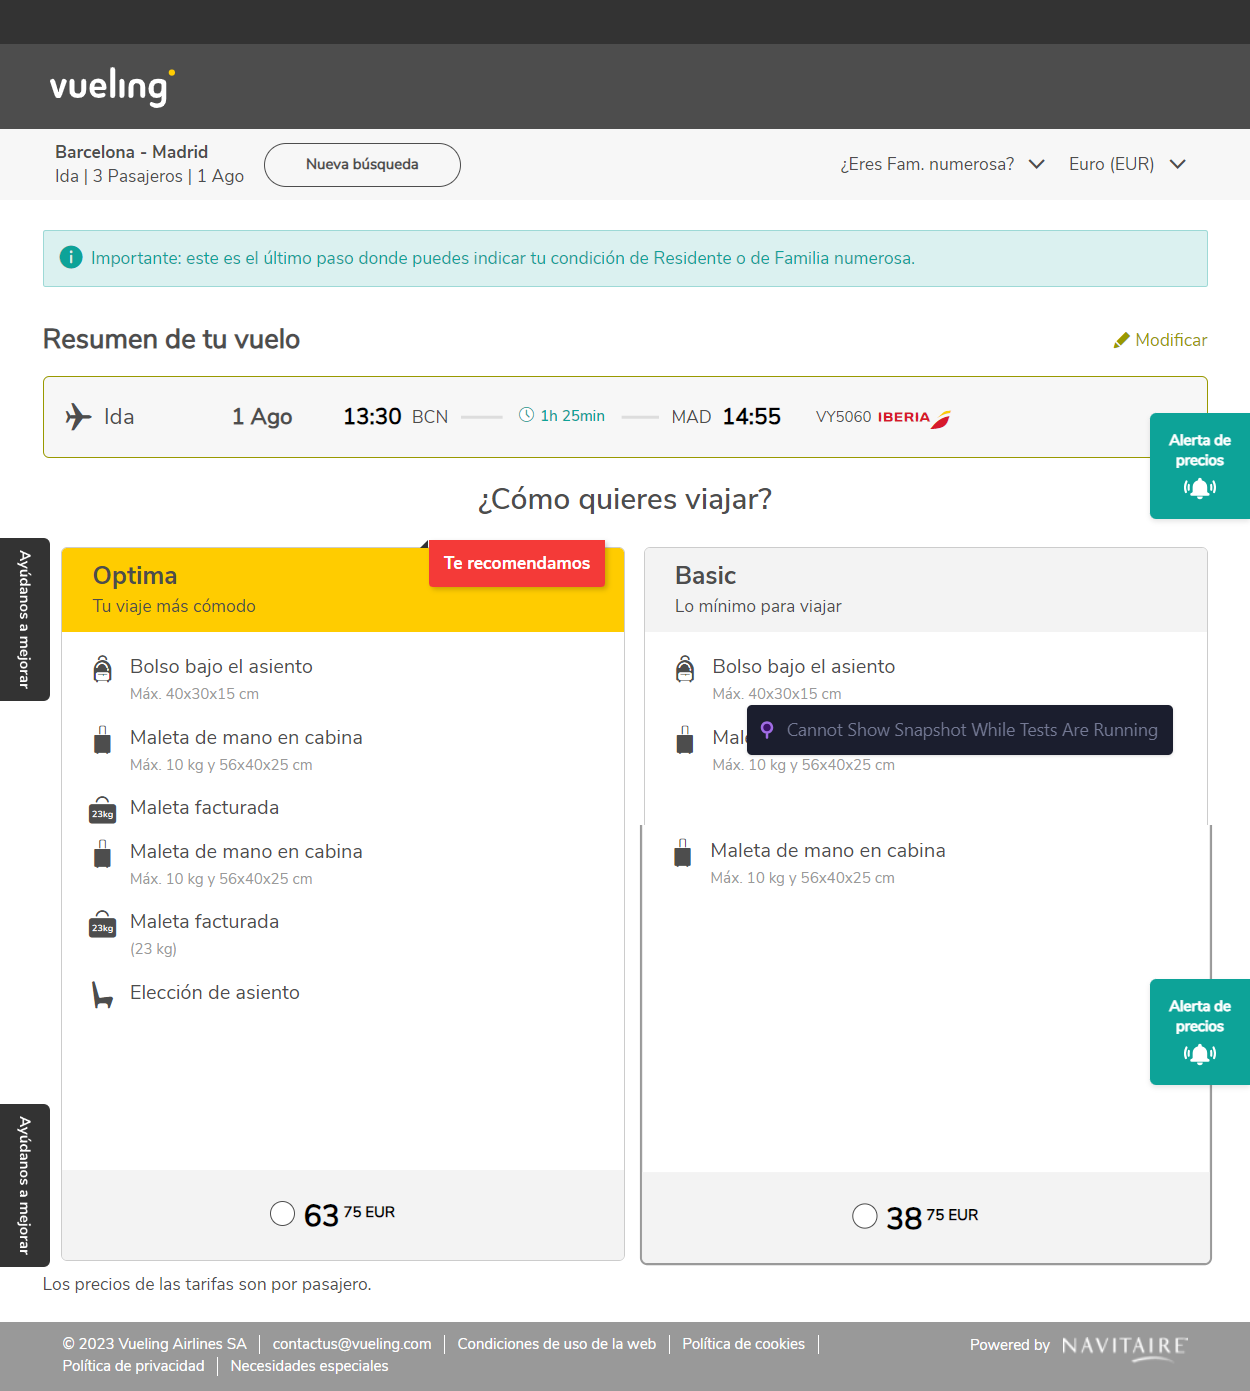 vueling
Barcelona - Madrid
Ida | 3 Pasajeros | 1 Ago
Nueva búsqueda
¿Eres Fam. numerosa?
Euro (EUR)
Importante: este es el último paso donde puedes indicar tu condición de Residente o de Familia numerosa.
Resumen de tu vuelo
Modificar
Ida 1 Ago 13:30 BCN 1h 25min MAD 14:55 VY5060 IBERIA
Alerta de
precios
¿Cómo quieres viajar?
Ayúdanos a mejorar
Te recomendamos
Optima
Tu viaje más cómodo
Bolso bajo el asiento
Máx. 40x30x15 cm
Maleta de mano en cabina
Máx. 10 kg y 56x40x25 cm
23kg Maleta facturada
Maleta de mano en cabina
Máx. 10 kg y 56x40x25 cm
23kg Maleta facturada
(23 kg)
Elección de asiento
63 75 EUR
Basic
Lo mínimo para viajar
Bolso bajo el asiento
Máx. 40x30x15 cm
Cannot Show Snapshot While Tests Are Running
Máx. 10 kg y 56x40x25 cm
Maleta de mano en cabina
Máx. 10 kg y 56x40x25 cm
38 75 EUR
Alerta de
precios
Ayúdanos a mejorar
Los precios de las tarifas son por pasajero.
© 2023 Vueling Airlines SA | contactus@vueling.com | Condiciones de uso de la web | Política de cookies |
Política de privacidad | Necesidades especiales
Powered by NAVITAIRE